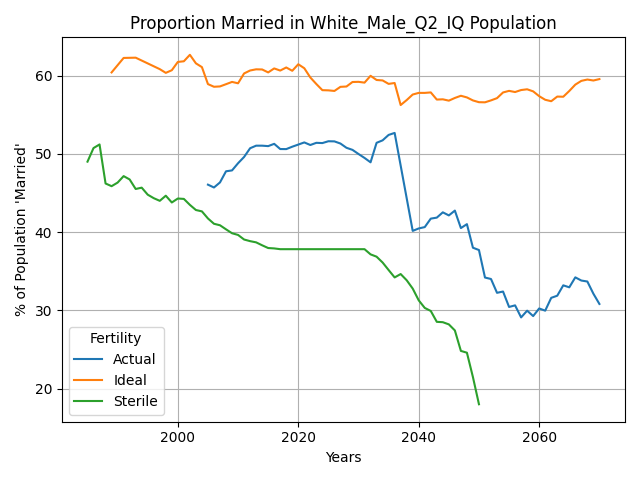 Proportion Married in White_Male_Q2_IQ Population
% of Population 'Married'
60
50
40
30
20
Fertility
Actual
Ideal
Sterile
2000 2020 2040 2060
Years